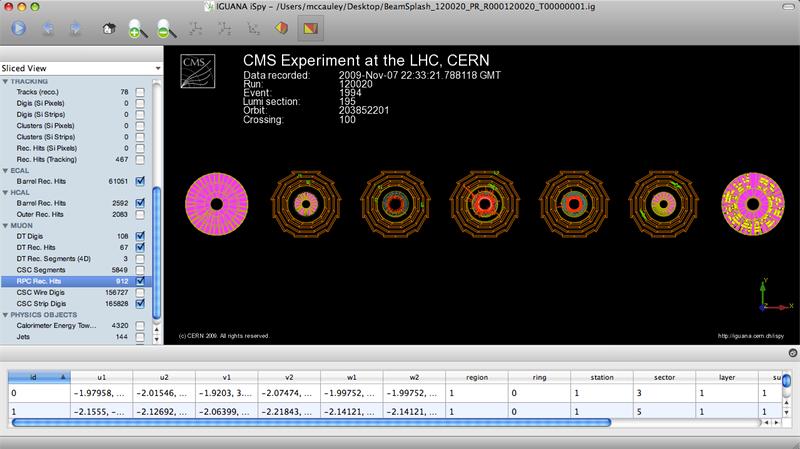 IGUANA iSpy – /Users/mccauley/Desktop/BeamSplash_120020_PR_R000120020_T00000001.ig
Sliced View
TRACKING
Tracks (reco.) 78
Digis (Si Pixels) 0
Digis (Si Strips) 0
Clusters (Si Pixels) 0
Clusters (Si Strips) 0
Rec. Hits (Si Pixels) 0
Rec. Hits (Tracking) 467
ECAL
Barrel Rec. Hits 61051
HCAL
Barrel Rec. Hits 2592
Outer Rec. Hits 2083
MUON
DT Digis 108
DT Rec. Hits 67
DT Rec. Segments (4D) 3
CSC Segments 5849
RPC Rec. Hits 912
CSC Wire Digis 156727
CSC Strip Digis 165828
PHYSICS OBJECTS
Calorimeter Energy Tow... 4320
Jets 144
CMS
CMS Experiment at the LHC, CERN
Data recorded: 2009-Nov-07 22:33:21.788118 GMT
Run: 120020
Event: 1994
Lumi section: 195
Orbit: 203852201
Crossing: 100
Y
X
Z
(c) CERN 2009. All rights reserved.
http://iguana.cern.ch/ispy
id u1 u2 v1 v2 w1 w2 region ring station sector layer su
0 -1.97958, ... -2.01546, ... -1.9203, 3.... -2.07474, ... -1.99752, ... -1.99752, ... 1 0 1 3 1 1
1 -2.1555, -... -2.12692, ... -2.06399, ... -2.21843, ... -2.14121, ... -2.14121, ... 1 0 1 5 1 1